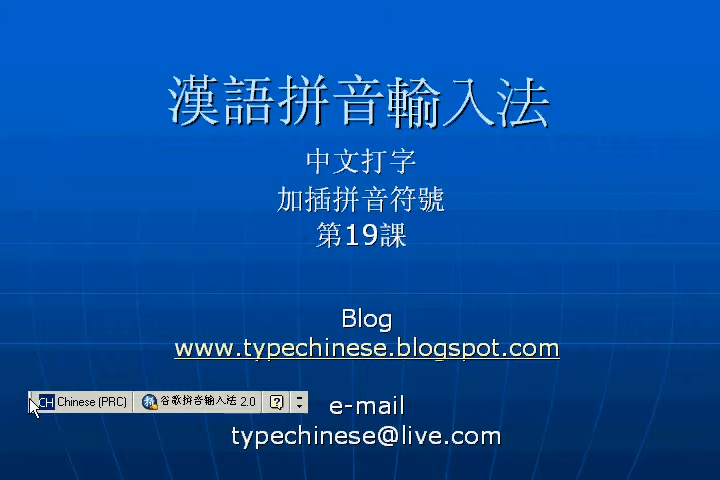 漢語拼音輸入法
中文打字
加插拼音符號
第19課
Blog
www.typechinese.blogspot.com
CH Chinese (PRC) 拼 谷歌拼音输入法 2.0 ?
e-mail
typechinese@live.com